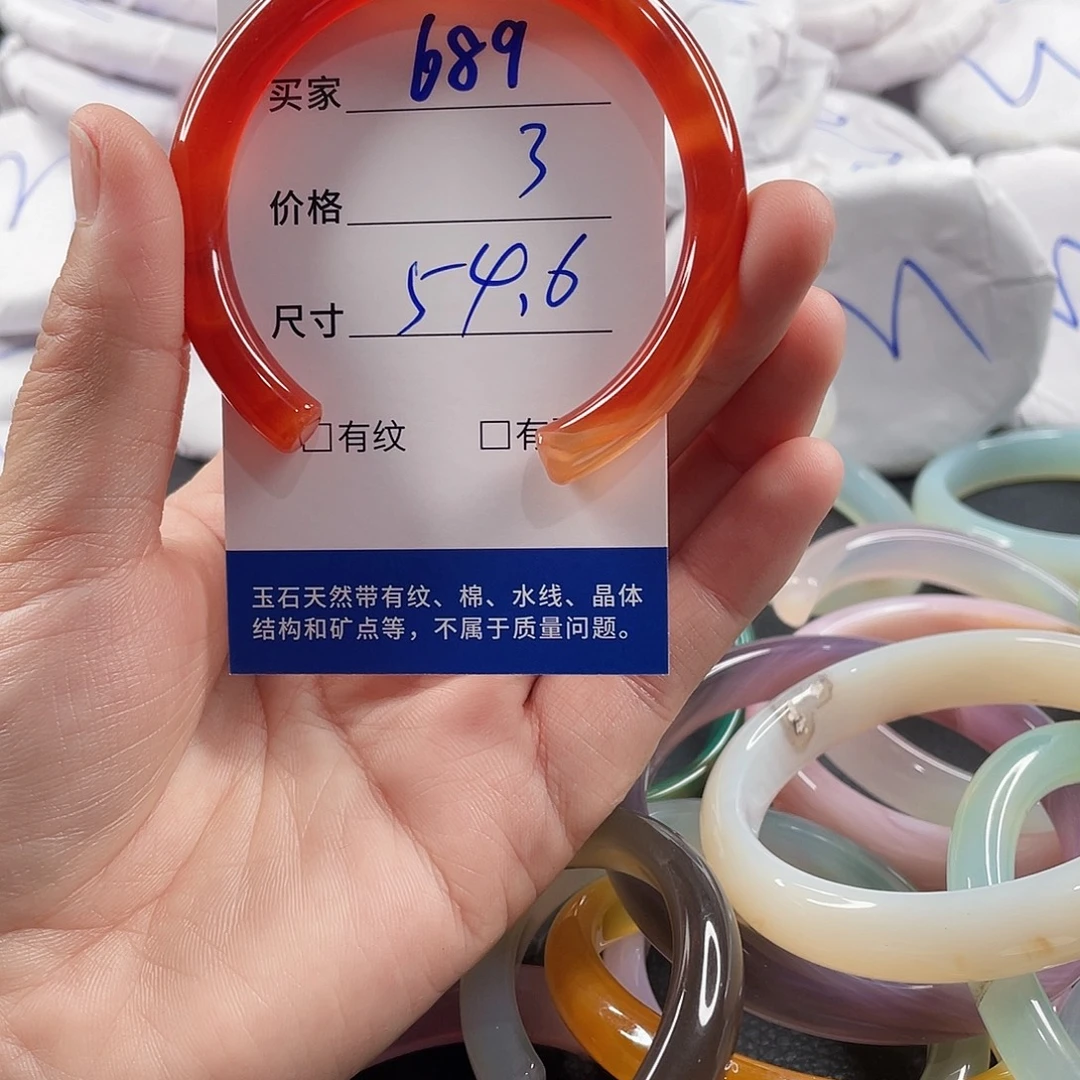 买家 689
价格 3
尺寸 54.6
□有纹 □有
玉石天然带有纹、棉、水线、晶体
结构和矿点等，不属于质量问题。